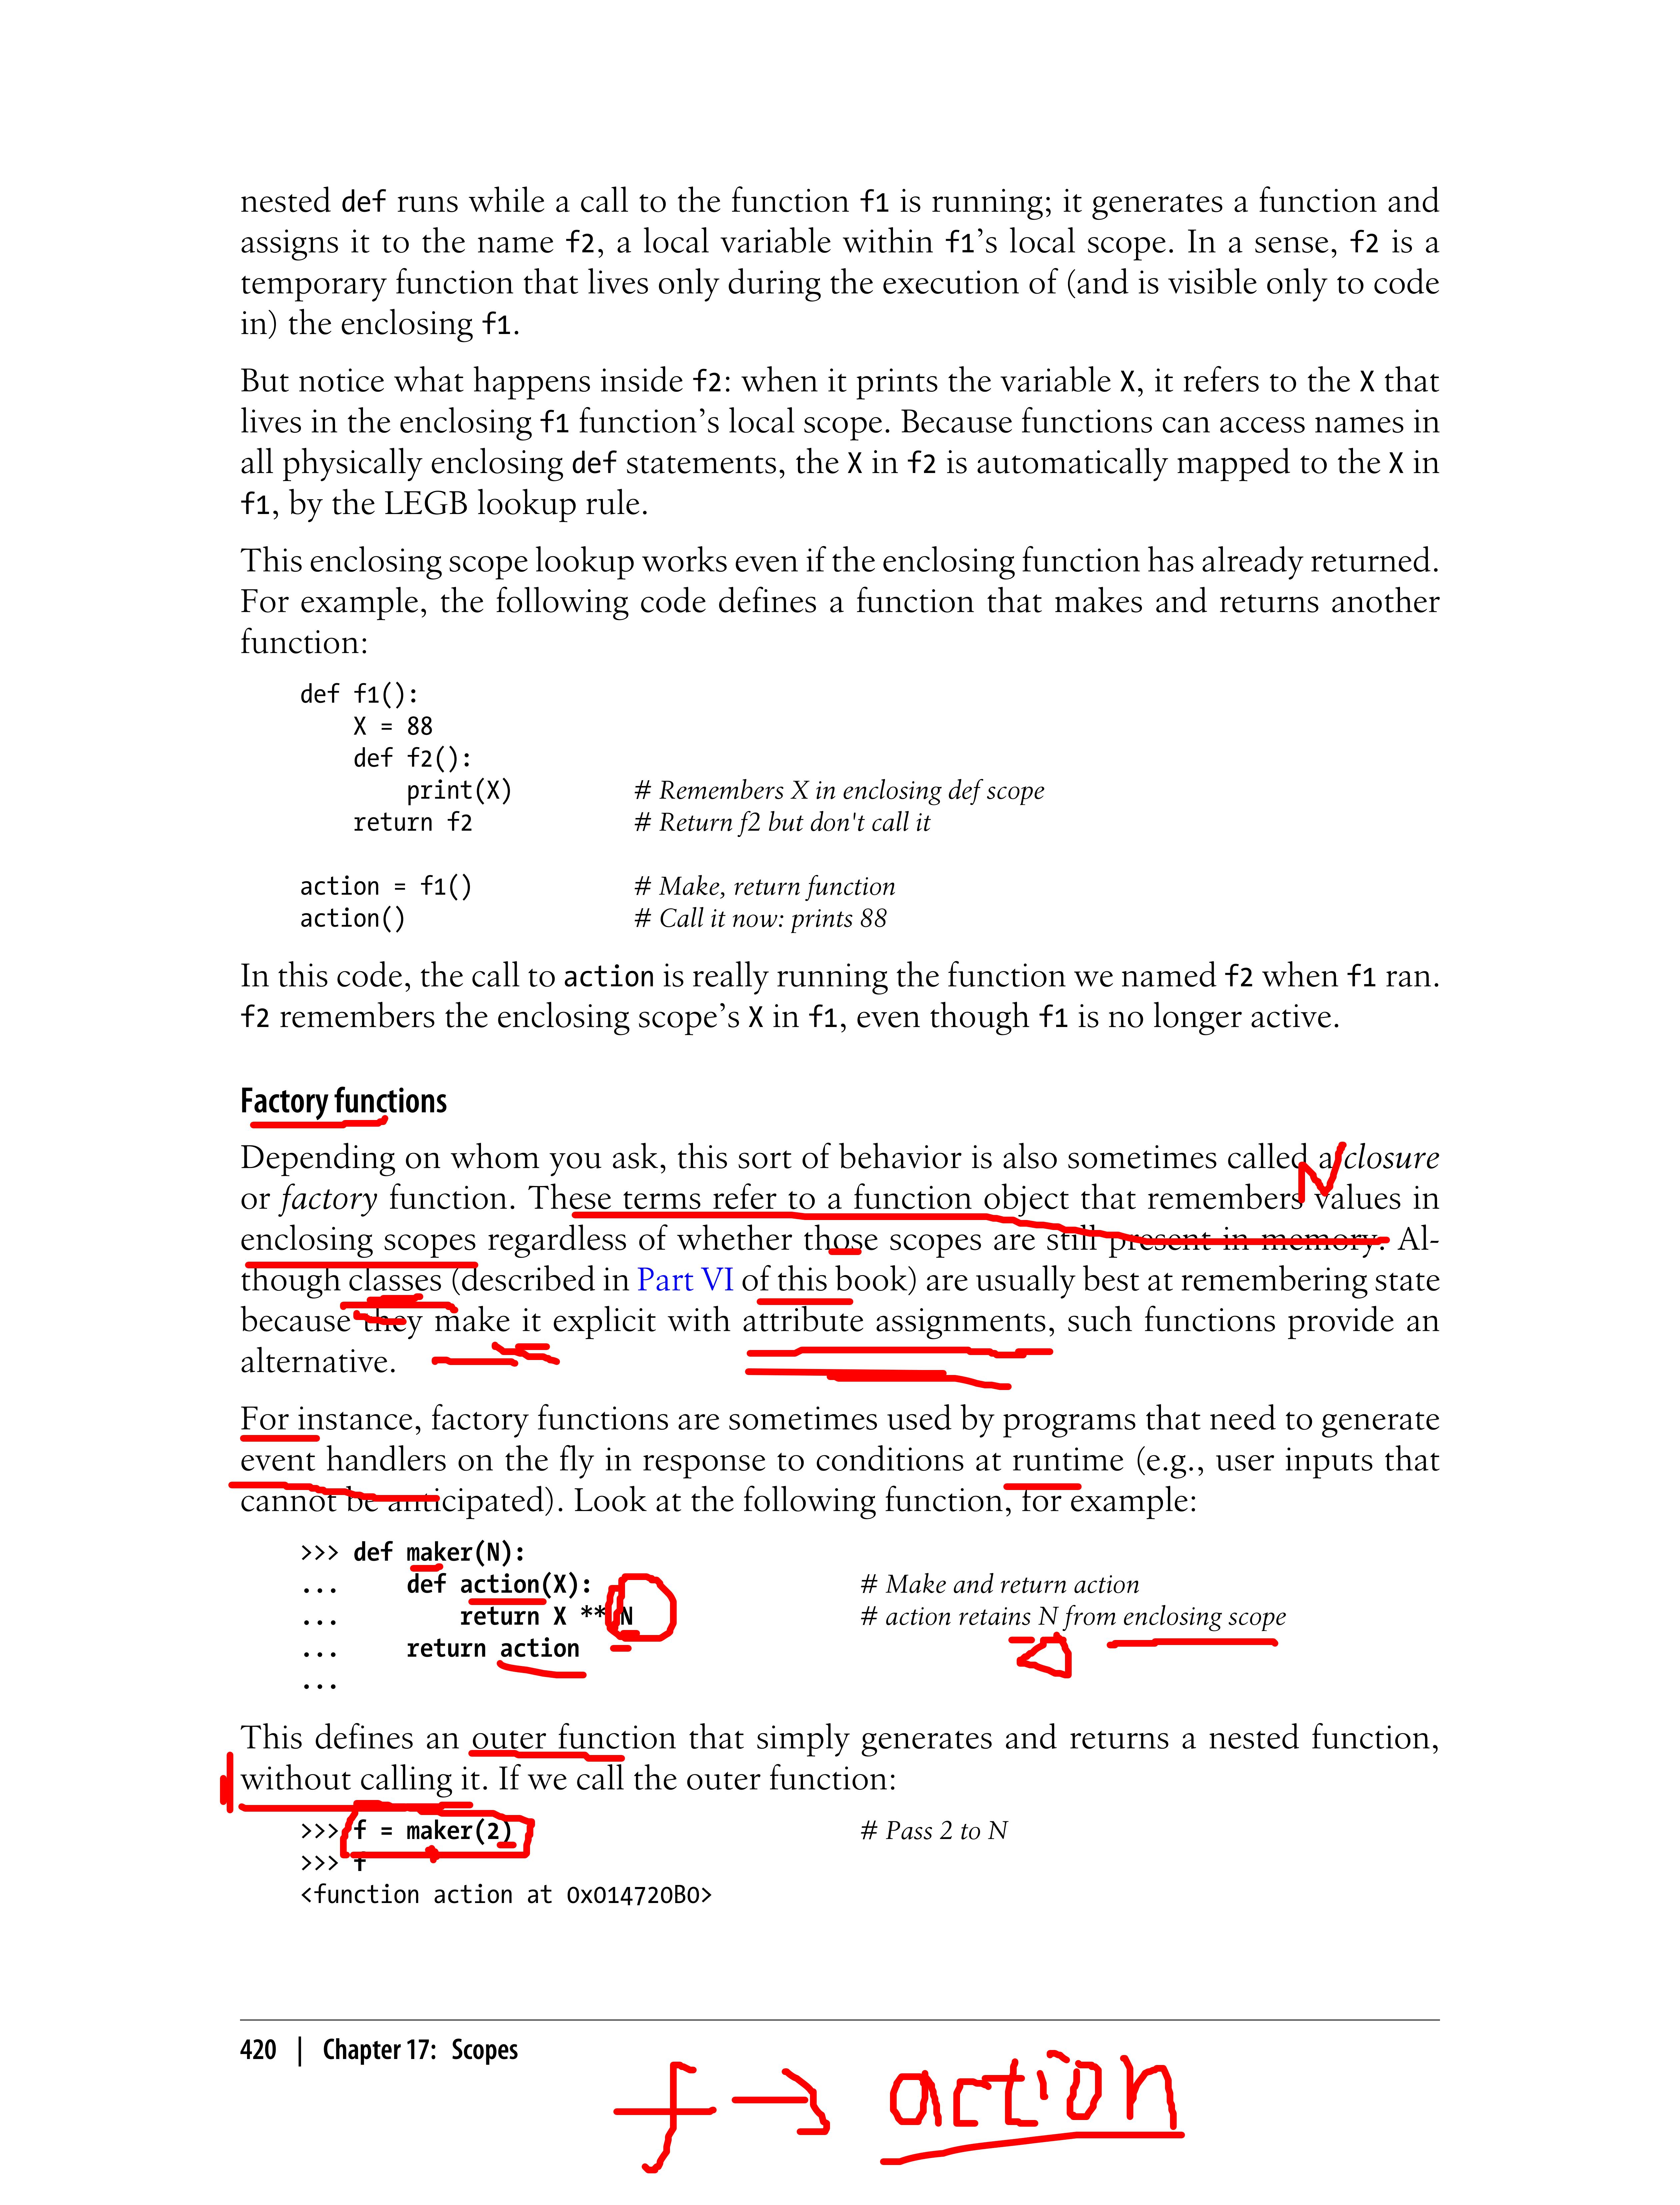 nested def runs while a call to the function f1 is running; it generates a function and
assigns it to the name f2, a local variable within f1’s local scope. In a sense, f2 is a
temporary function that lives only during the execution of (and is visible only to code
in) the enclosing f1.
But notice what happens inside f2: when it prints the variable X, it refers to the X that
lives in the enclosing f1 function’s local scope. Because functions can access names in
all physically enclosing def statements, the X in f2 is automatically mapped to the X in
f1, by the LEGB lookup rule.
This enclosing scope lookup works even if the enclosing function has already returned.
For example, the following code defines a function that makes and returns another
function:
def f1():
    X = 88
    def f2():
        print(X) # Remembers X in enclosing def scope
    return f2 # Return f2 but don't call it
action = f1() # Make, return function
action() # Call it now: prints 88
In this code, the call to action is really running the function we named f2 when f1 ran.
f2 remembers the enclosing scope’s X in f1, even though f1 is no longer active.
Factory functions
Depending on whom you ask, this sort of behavior is also sometimes called a closure
or factory function. These terms refer to a function object that remembers values in
enclosing scopes regardless of whether those scopes are still present in memory. Al-
though classes (described in Part VI of this book) are usually best at remembering state
because they make it explicit with attribute assignments, such functions provide an
alternative.
For instance, factory functions are sometimes used by programs that need to generate
event handlers on the fly in response to conditions at runtime (e.g., user inputs that
cannot be anticipated). Look at the following function, for example:
>>> def maker(N):
...     def action(X): # Make and return action
...         return X ** N # action retains N from enclosing scope
...     return action
...
This defines an outer function that simply generates and returns a nested function,
without calling it. If we call the outer function:
>>> f = maker(2) # Pass 2 to N
>>> f
<function action at 0x014720B0>
420 | Chapter 17: Scopes
f → action